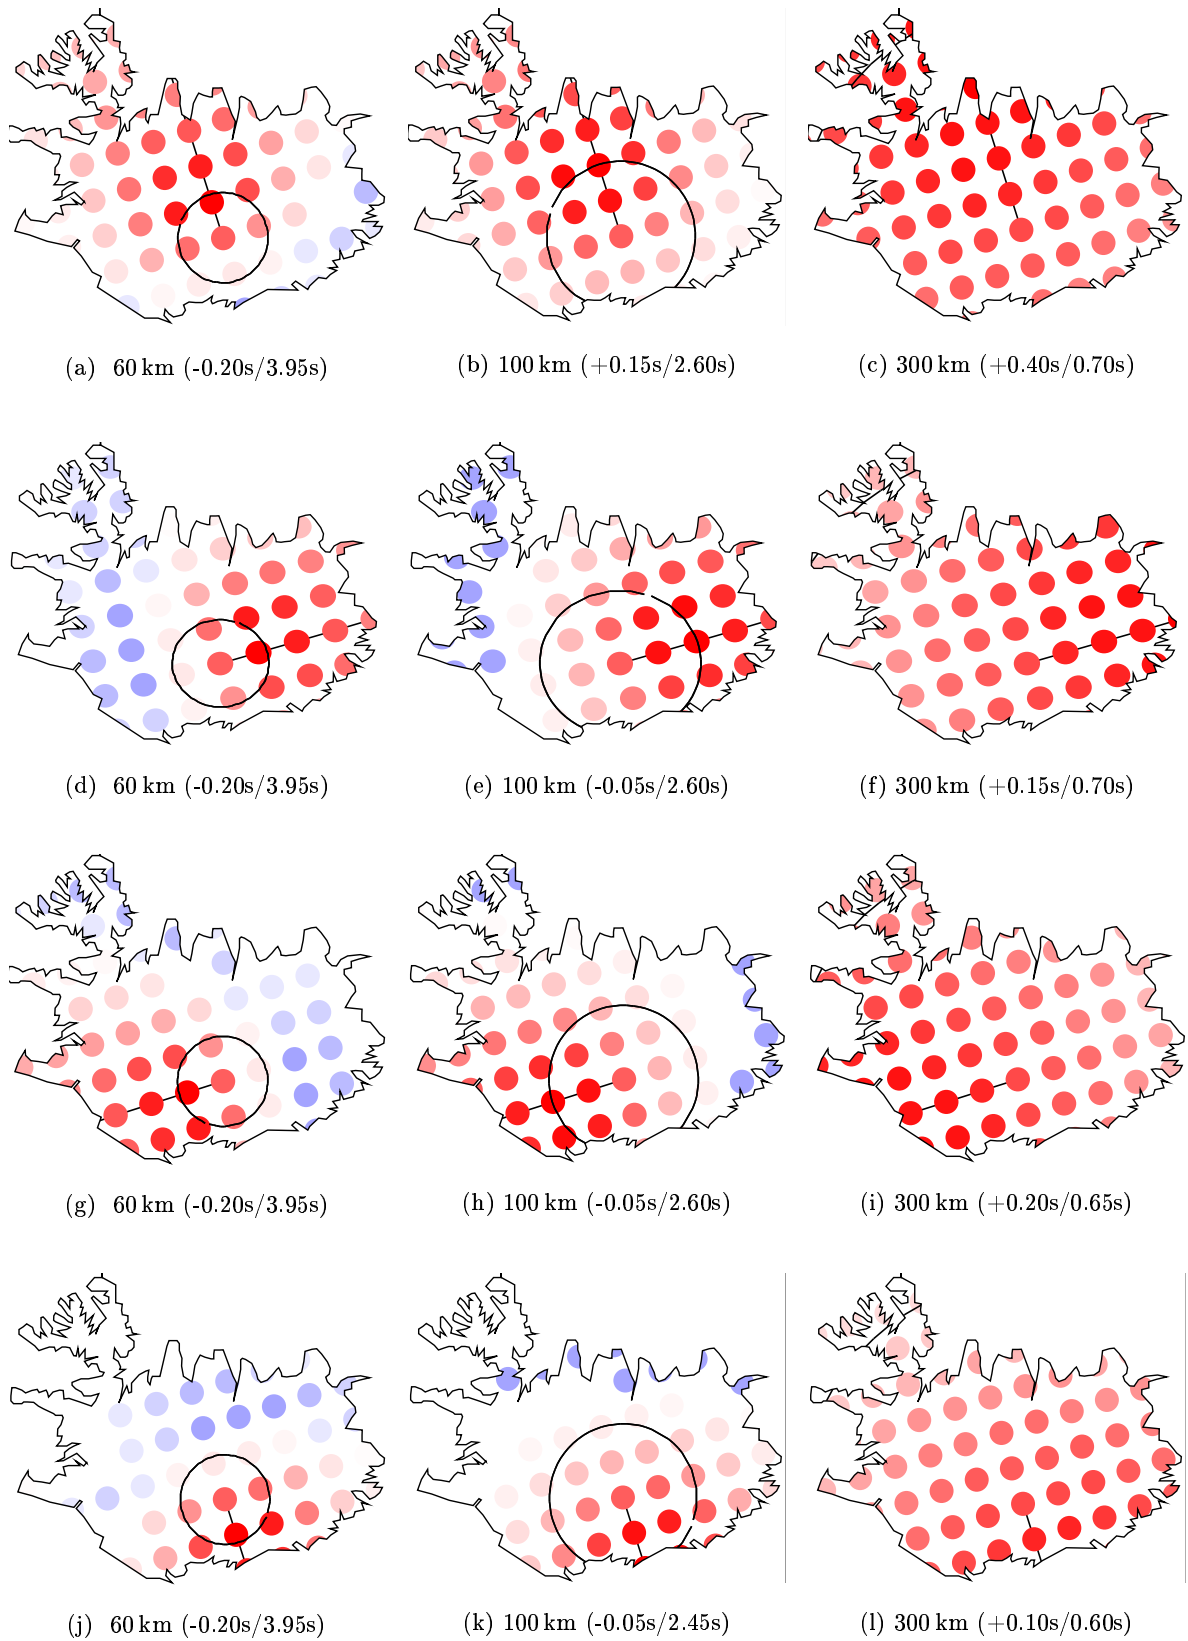 (a) 60 km (-0.20s/3.95s)
(b) 100 km (+0.15s/2.60s)
(c) 300 km (+0.40s/0.70s)
(d) 60 km (-0.20s/3.95s)
(e) 100 km (-0.05s/2.60s)
(f) 300 km (+0.15s/0.70s)
(g) 60 km (-0.20s/3.95s)
(h) 100 km (-0.05s/2.60s)
(i) 300 km (+0.20s/0.65s)
(j) 60 km (-0.20s/3.95s)
(k) 100 km (-0.05s/2.45s)
(l) 300 km (+0.10s/0.60s)